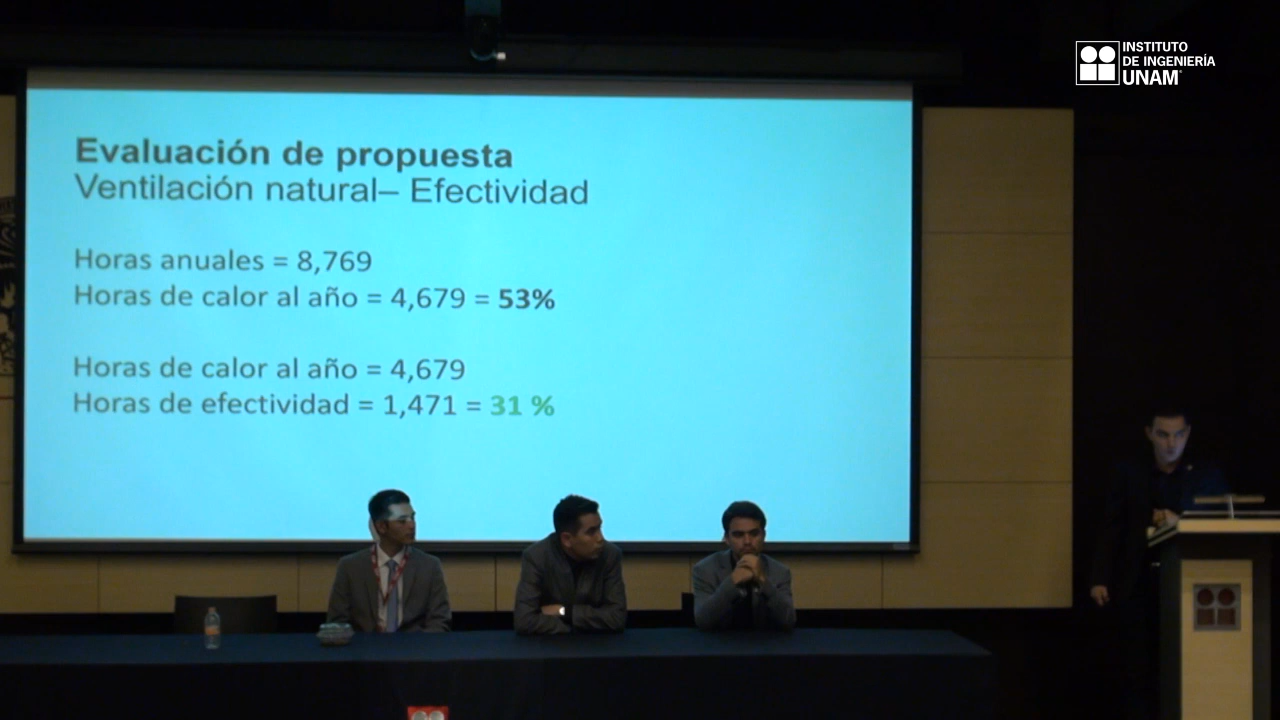 INSTITUTO
DE INGENIERÍA
UNAM
Evaluación de propuesta
Ventilación natural– Efectividad
Horas anuales = 8,769
Horas de calor al año = 4,679 = 53%
Horas de calor al año = 4,679
Horas de efectividad = 1,471 = 31 %